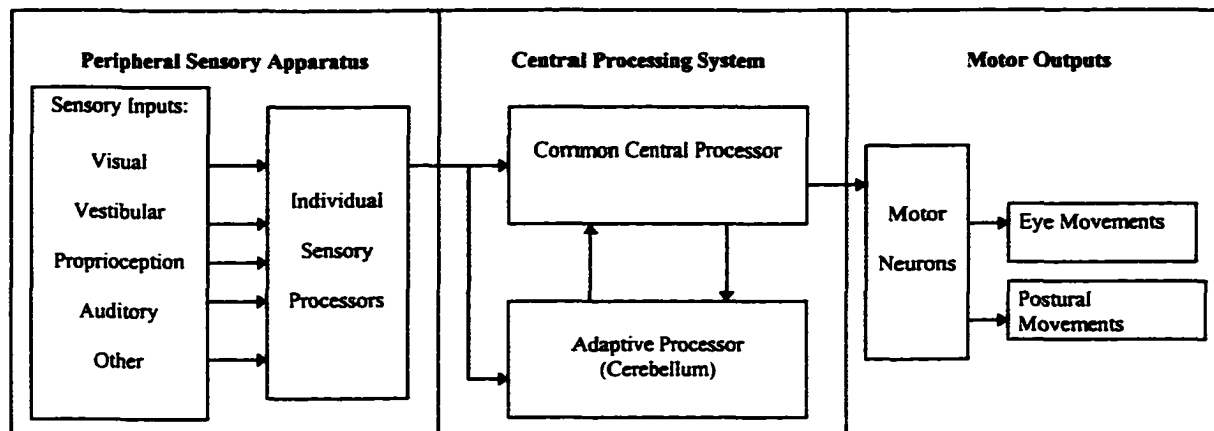 Peripheral Sensory Apparatus
Sensory Inputs:
Visual
Vestibular
Proprioception
Auditory
Other
Individual
Sensory
Processors
Central Processing System
Common Central Processor
Adaptive Processor
(Cerebellum)
Motor Outputs
Motor
Neurons
Eye Movements
Postural
Movements